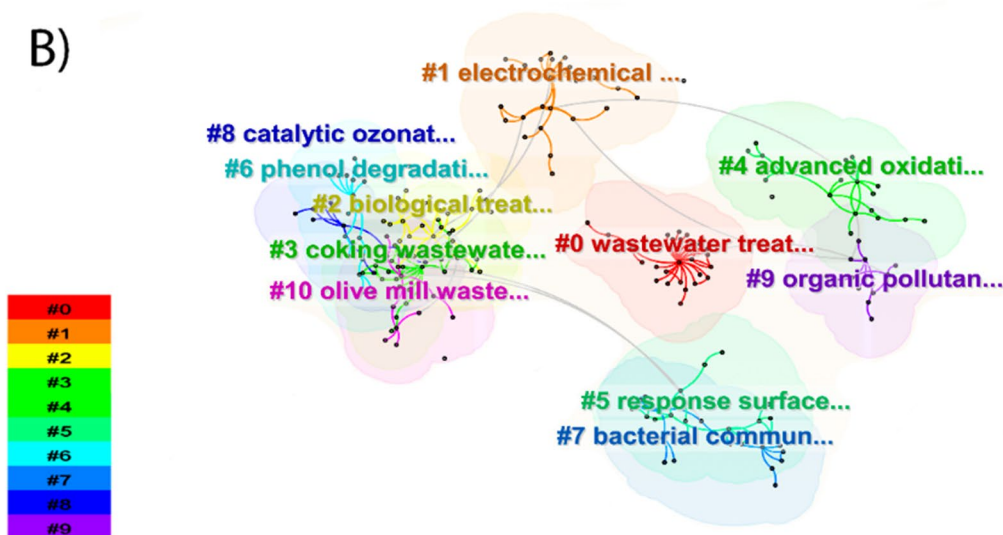 B)
#1 electrochemical ...
#8 catalytic ozonat...
#6 phenol degradati...
#4 advanced oxidati...
#2 biological treat...
#3 coking wastewate...
#0 wastewater treat...
#10 olive mill waste...
#9 organic pollutan...
#5 response surface...
#7 bacterial commun...
#0
#1
#2
#3
#4
#5
#6
#7
#8
#9